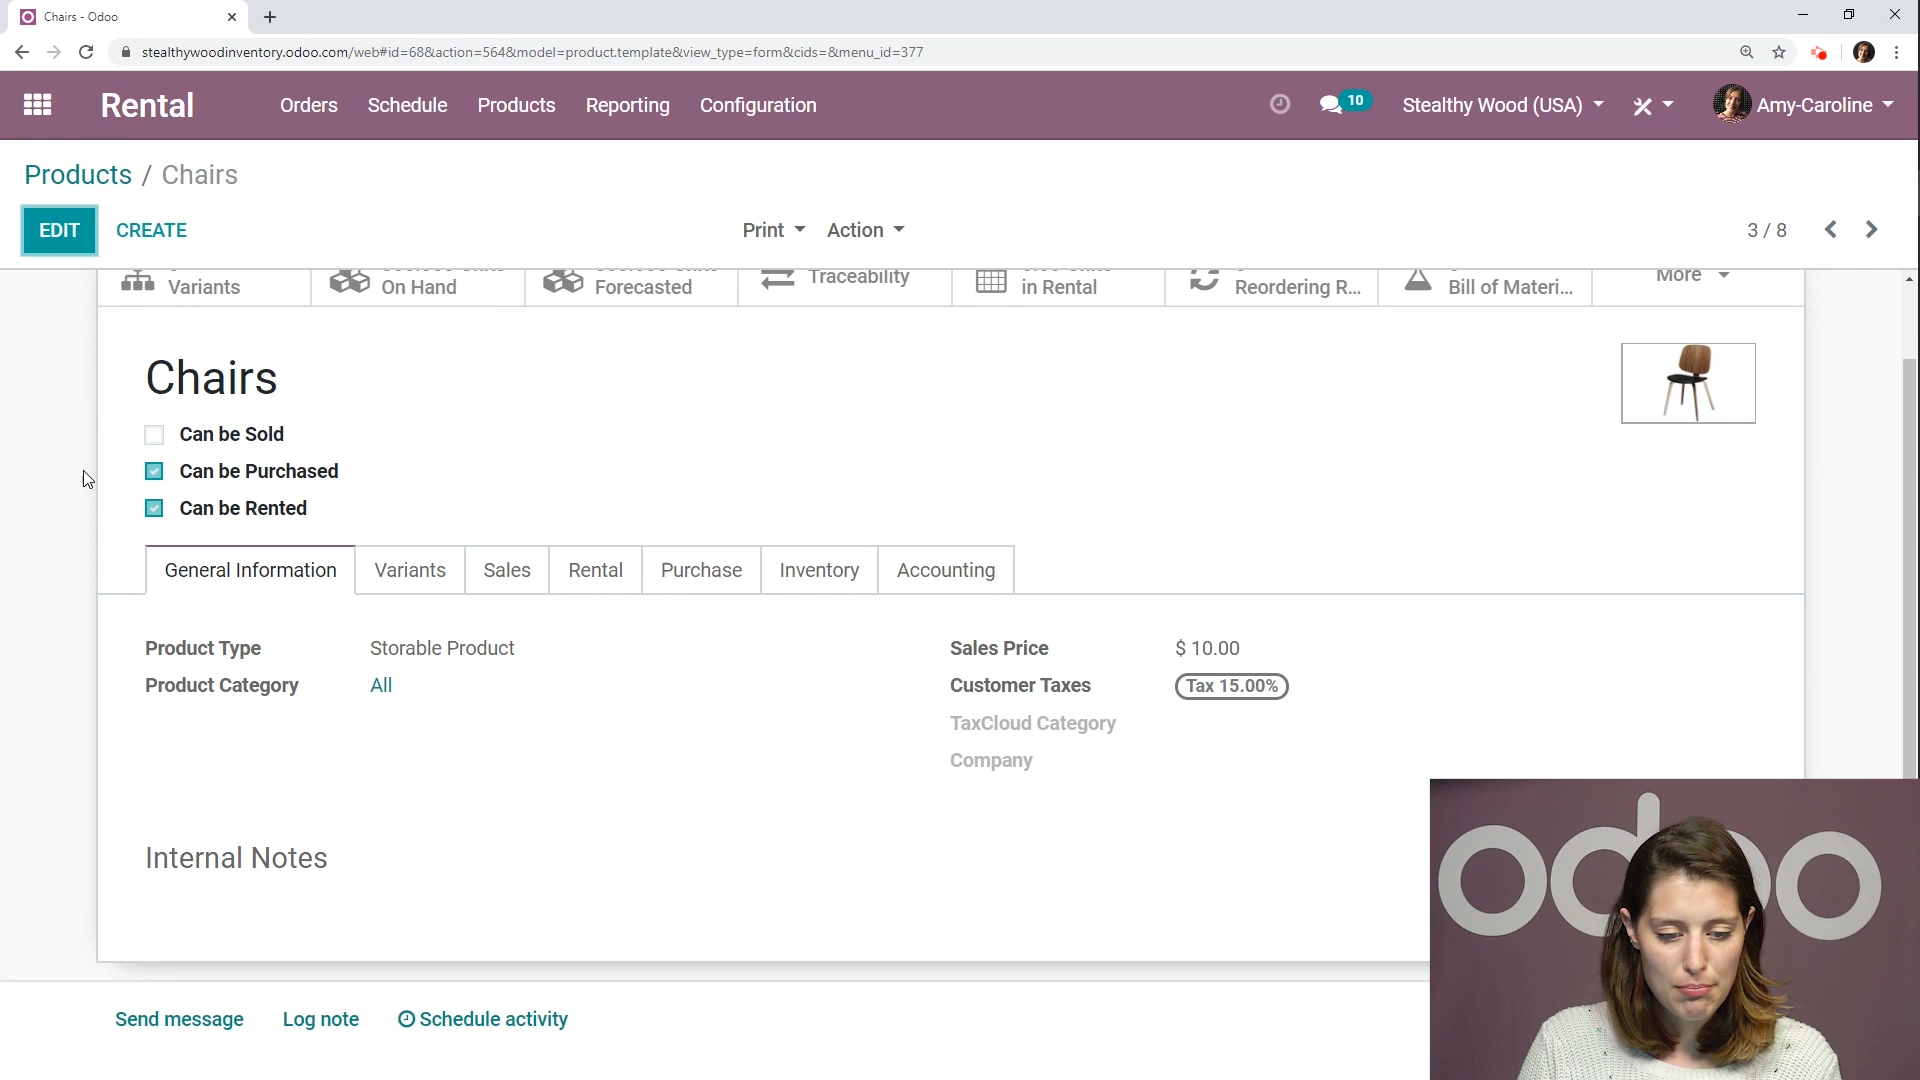 Chairs - Odoo
stealthywoodinventory.odoo.com/web#id=68&action=564&model=product.template&view_type=form&cids=&menu_id=377
Rental
Orders
Schedule
Products
Reporting
Configuration
10
Stealthy Wood (USA)
Amy-Caroline
Products / Chairs
EDIT
CREATE
Print
Action
3 / 8
Variants
On Hand
Forecasted
Traceability
in Rental
Reordering R...
Bill of Materi...
More
Chairs
Can be Sold
Can be Purchased
Can be Rented
General Information
Variants
Sales
Rental
Purchase
Inventory
Accounting
Product Type Storable Product
Product Category All
Sales Price $ 10.00
Customer Taxes Tax 15.00%
TaxCloud Category
Company
Internal Notes
Send message
Log note
Schedule activity
odoo